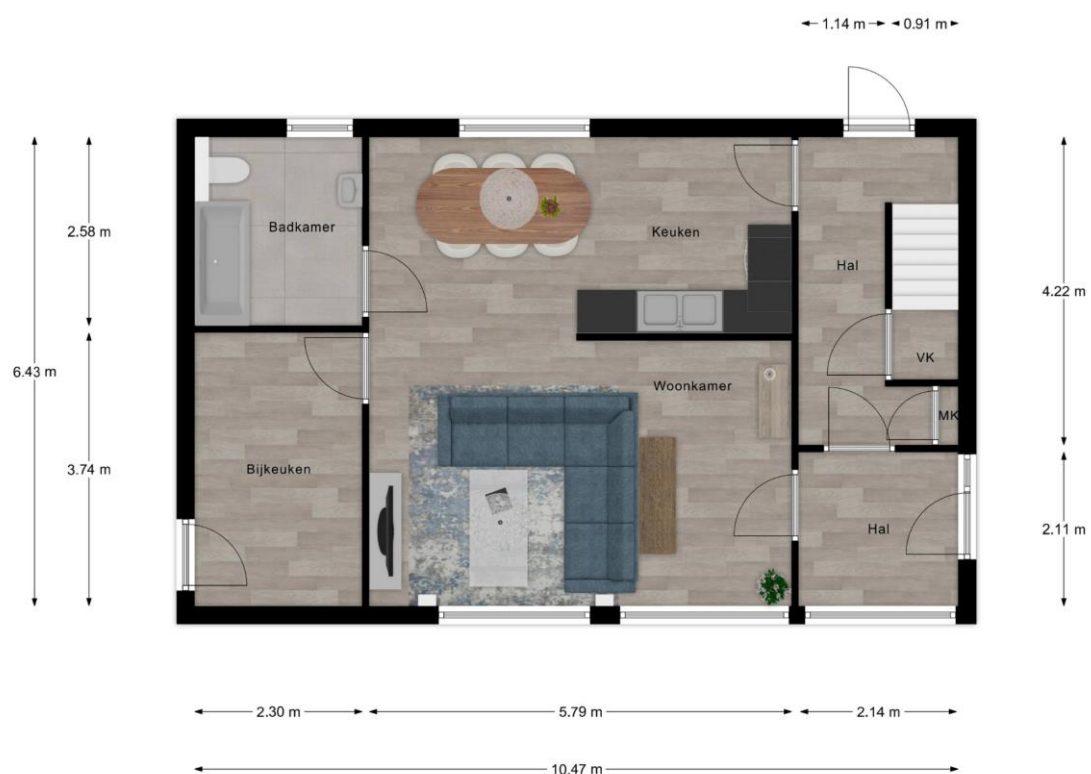 1.14 m
0.91 m
2.58 m
Badkamer
Keuken
Hal
4.22 m
6.43 m
VK
Woonkamer
MK
3.74 m
Bijkeuken
Hal
2.11 m
2.30 m
5.79 m
2.14 m
10.47 m